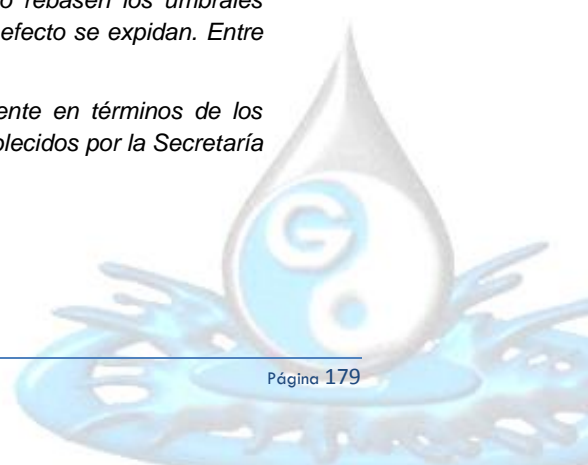 o rebasen los umbrales
efecto se expidan. Entre
ente en términos de los
blecidos por la Secretaría
G
Página 179